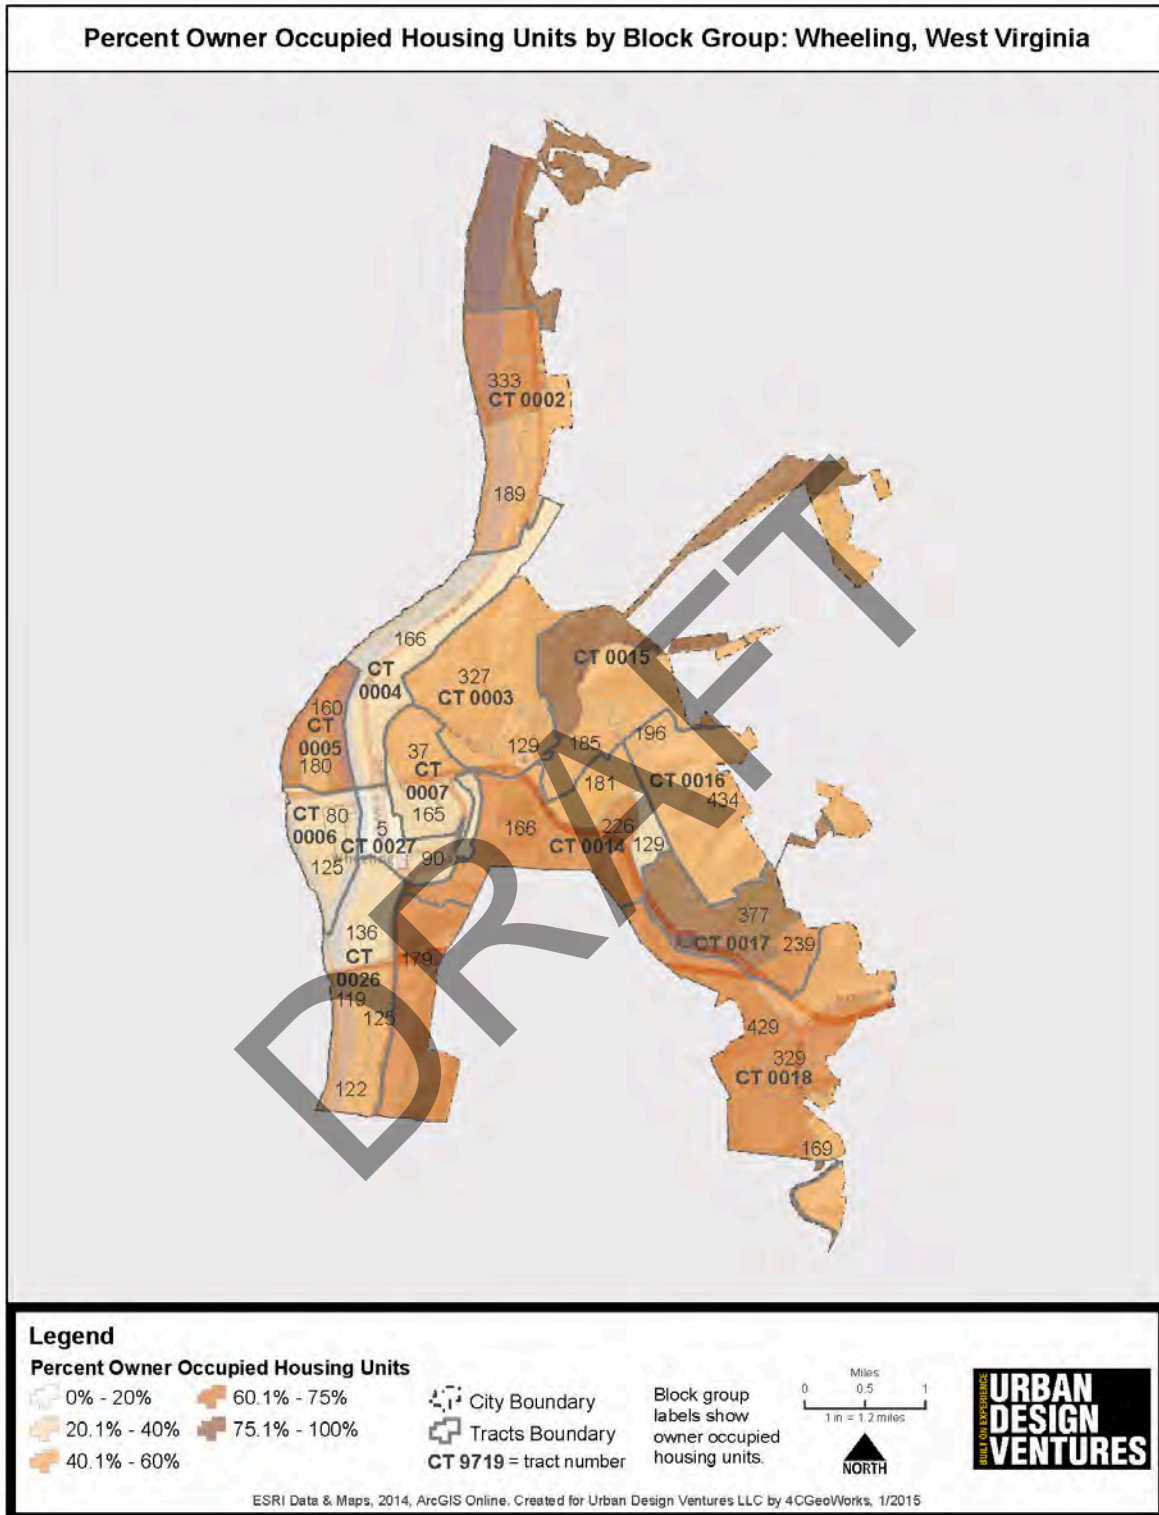 Percent Owner Occupied Housing Units by Block Group: Wheeling, West Virginia
333
CT 0002
189
166
CT
0004
327
CT 0003
CT 0015
160
CT
0005
180
37
CT
0007
165
129
185
196
181
CT 0016
434
CT
0006
80
5
CT 0027
Wheeling
125
90
166
226
CT 0014
129
377
CT 0017
239
136
CT
0026
119
179
125
122
429
329
CT 0018
169
DRAFT
Legend
Percent Owner Occupied Housing Units
0% - 20%
20.1% - 40%
40.1% - 60%
60.1% - 75%
75.1% - 100%
City Boundary
Tracts Boundary
CT 9719 = tract number
Block group
labels show
owner occupied
housing units.
Miles
0 0.5 1
1 in = 1.2 miles
NORTH
BUILT ON EXPERIENCE
URBAN
DESIGN
VENTURES
ESRI Data & Maps, 2014, ArcGIS Online. Created for Urban Design Ventures LLC by 4CGeoWorks, 1/2015